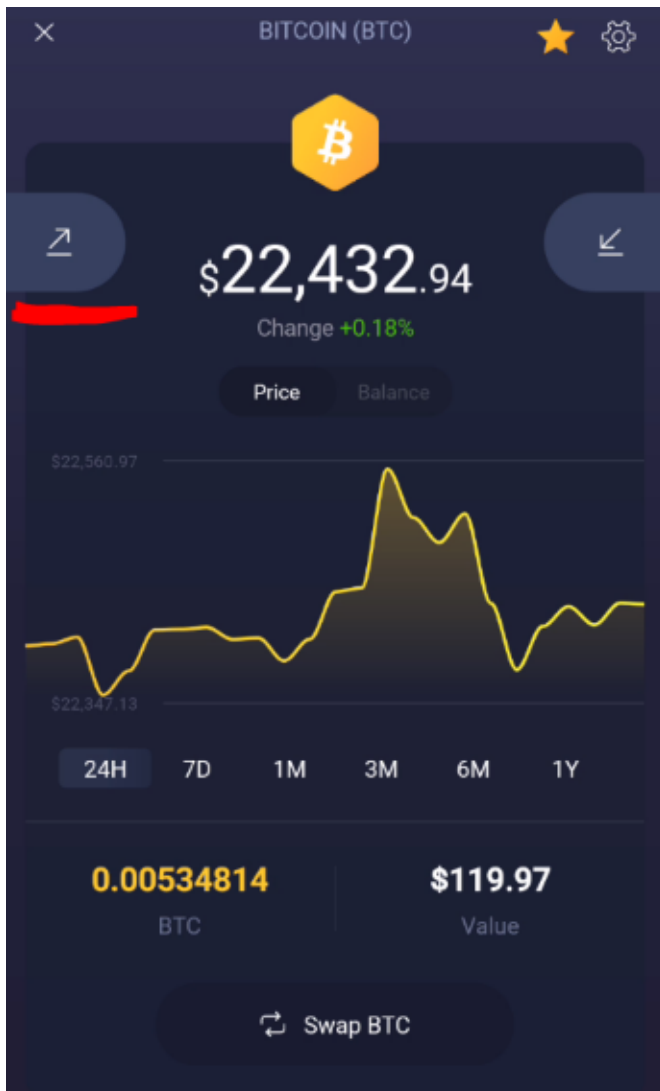 BITCOIN (BTC)
$22,432.94
Change +0.18%
Price Balance
$22,560.97
$22,347.13
24H 7D 1M 3M 6M 1Y
0.00534814 $119.97
BTC Value
Swap BTC